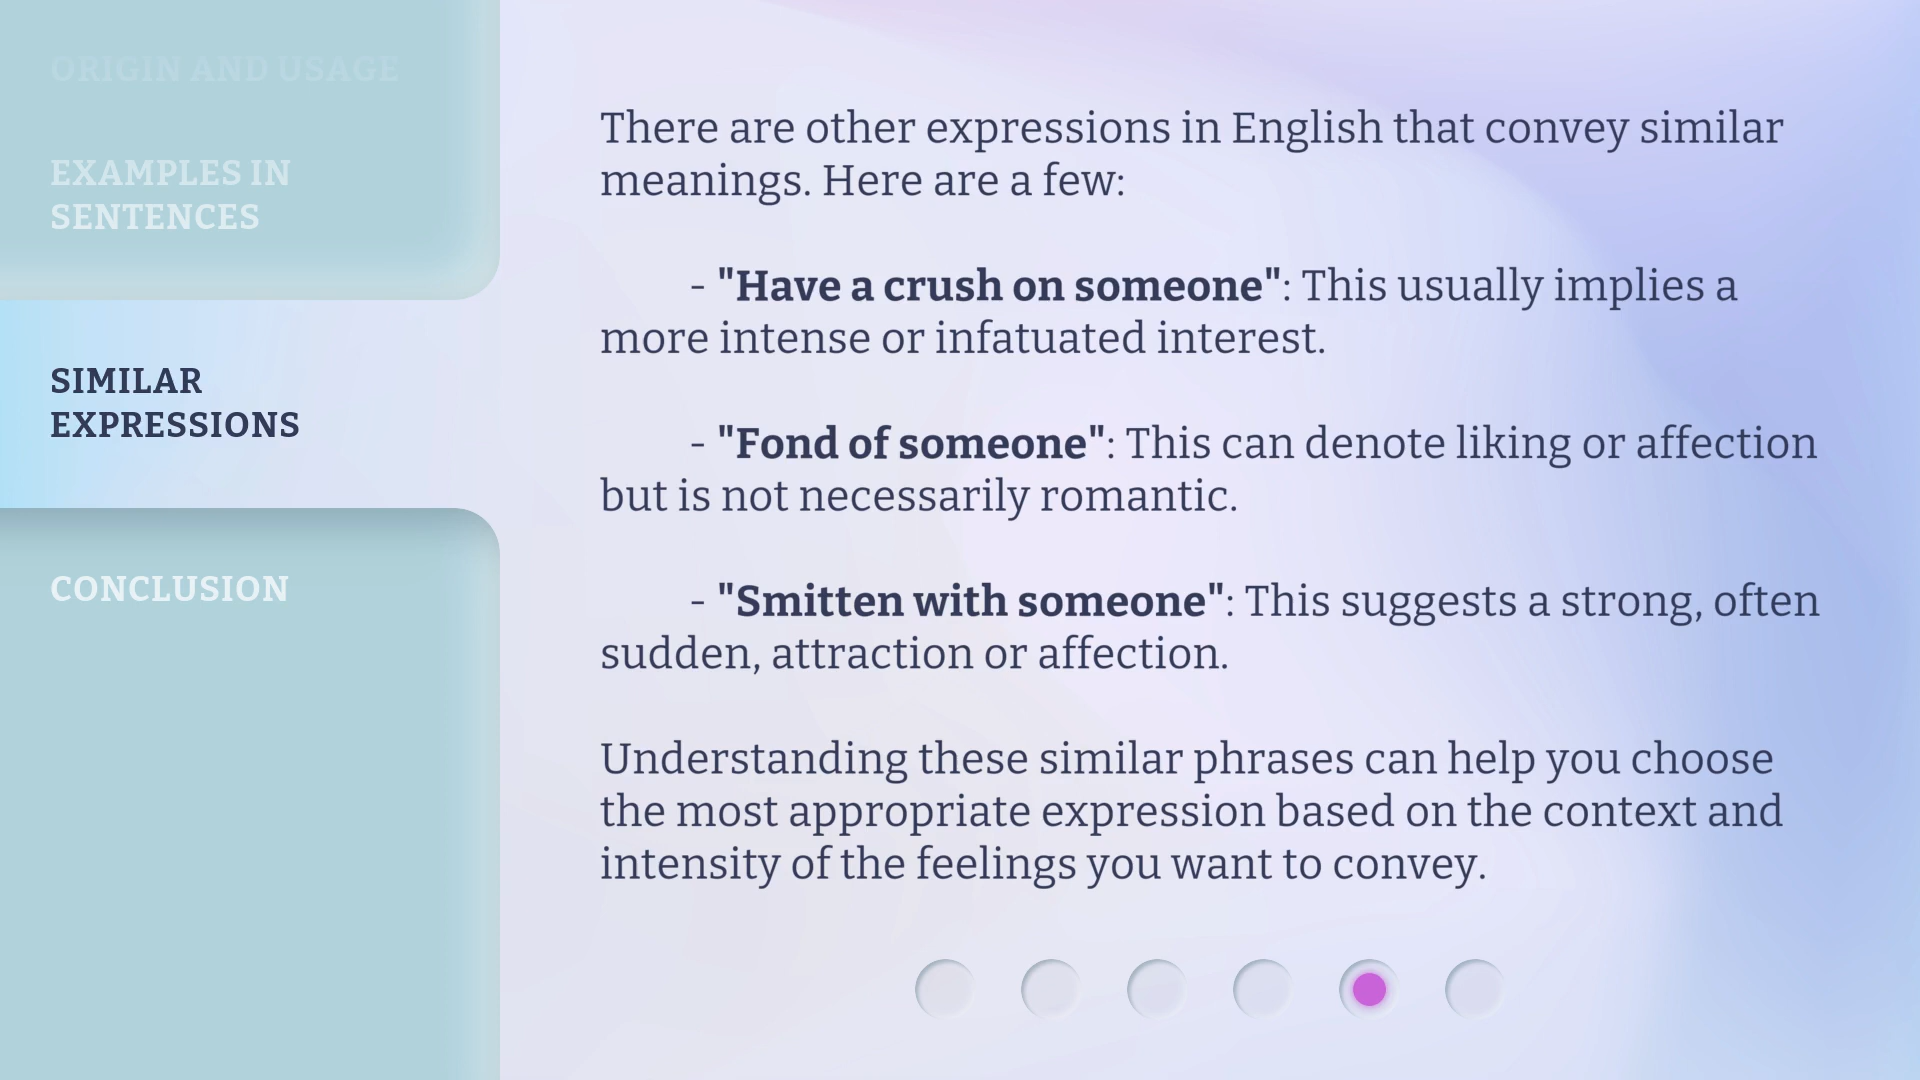 ORIGIN AND USAGE
EXAMPLES IN
SENTENCES
SIMILAR
EXPRESSIONS
CONCLUSION
There are other expressions in English that convey similar
meanings. Here are a few:
- "Have a crush on someone": This usually implies a
more intense or infatuated interest.
- "Fond of someone": This can denote liking or affection
but is not necessarily romantic.
- "Smitten with someone": This suggests a strong, often
sudden, attraction or affection.
Understanding these similar phrases can help you choose
the most appropriate expression based on the context and
intensity of the feelings you want to convey.